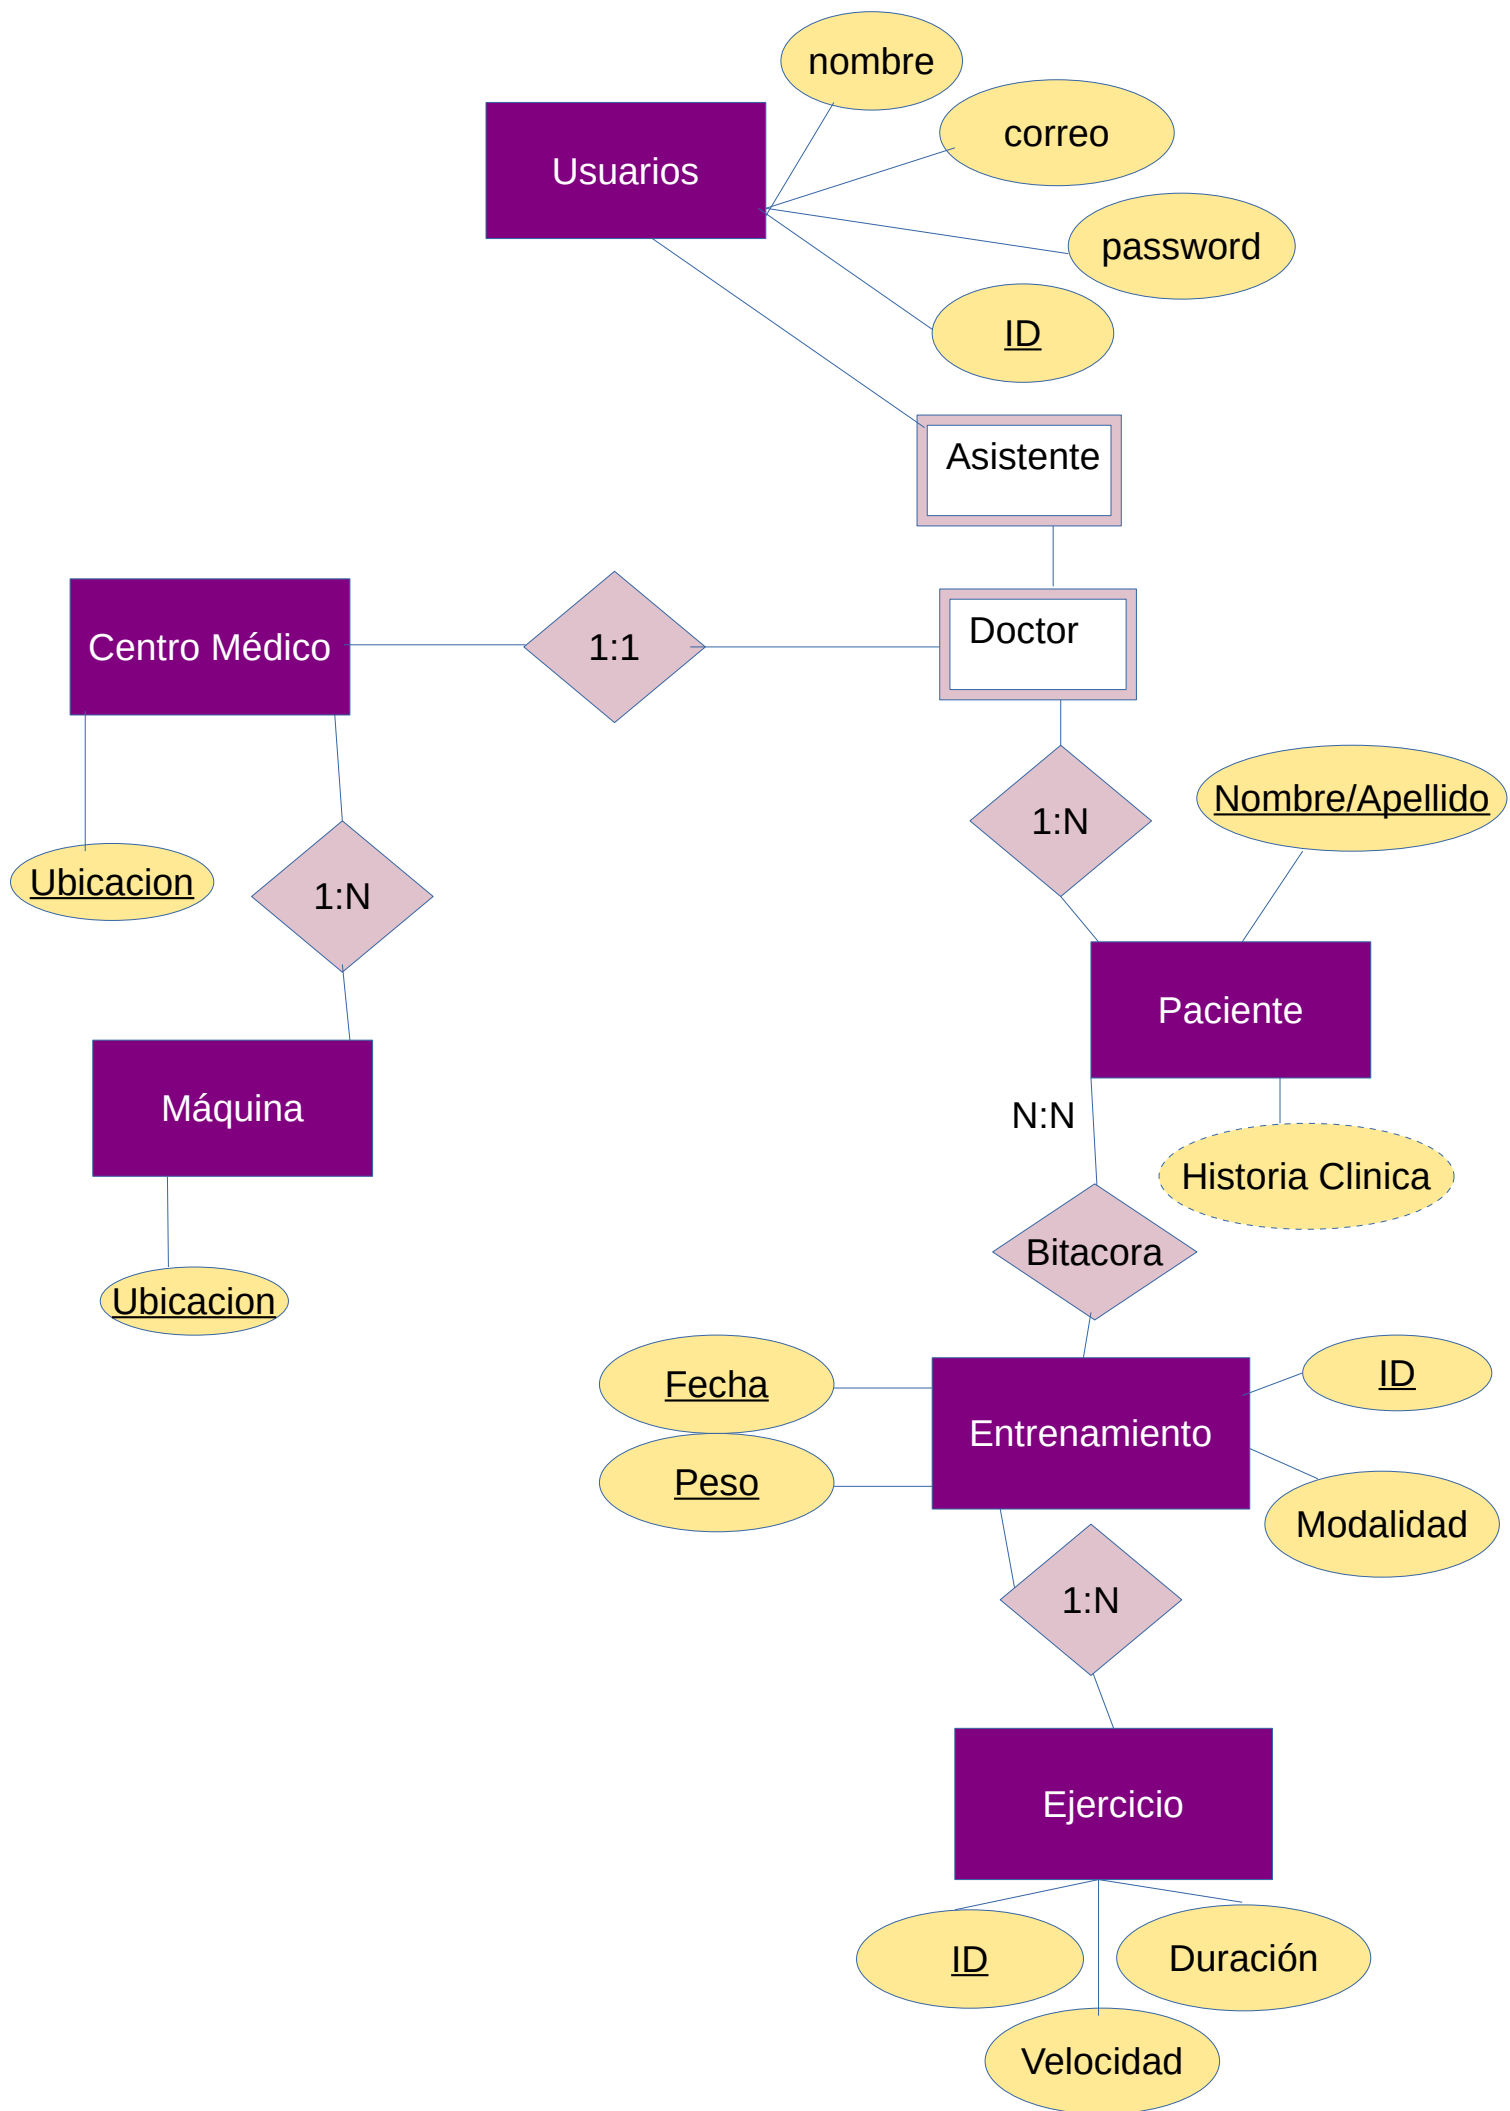 nombre
correo
Usuarios
password
ID
Asistente
Doctor
Centro Médico
1:1
Nombre/Apellido
1:N
Ubicacion
1:N
Paciente
Máquina
N:N
Historia Clinica
Bitacora
Ubicacion
Fecha
ID
Entrenamiento
Peso
Modalidad
1:N
Ejercicio
ID
Duración
Velocidad